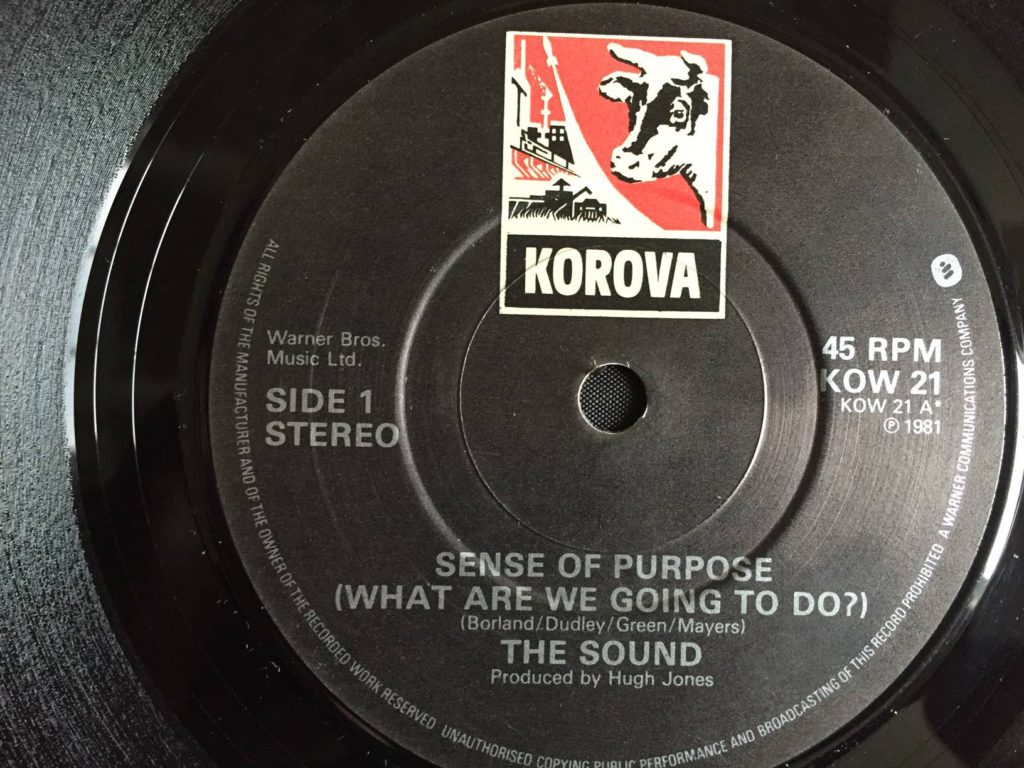 KOROVA
Warner Bros.
Music Ltd.
SIDE 1
STEREO
45 RPM
KOW 21
KOW 21 A*
℗ 1981
SENSE OF PURPOSE
(WHAT ARE WE GOING TO DO?)
(Borland/Dudley/Green/Mayers)
THE SOUND
Produced by Hugh Jones
ALL RIGHTS OF THE MANUFACTURER AND OF THE OWNER OF THE RECORDED WORK RESERVED UNAUTHORISED COPYING PUBLIC PERFORMANCE AND BROADCASTING OF THIS RECORD PROHIBITED A WARNER COMMUNICATIONS COMPANY